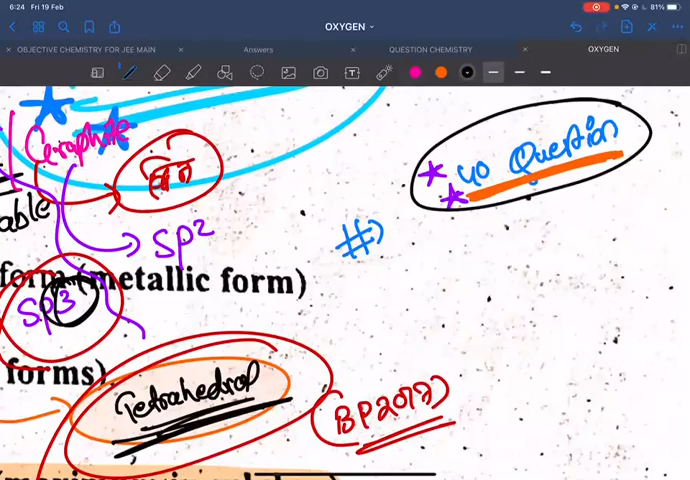 6:24 Fri 19 Feb
81%
OXYGEN
OBJECTIVE CHEMISTRY FOR JEE MAIN
Answers
QUESTION CHEMISTRY
OXYGEN
Graphite
40 Question
able
SP²
#
form (metallic form)
SP³
forms)
Tetrahedral